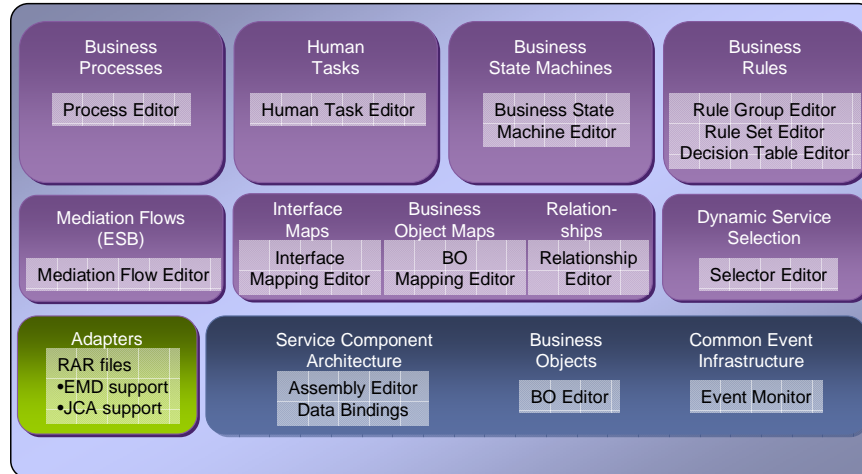 Business
Processes
Process Editor
Human
Tasks
Human Task Editor
Business
State Machines
Business State
Machine Editor
Business
Rules
Rule Group Editor
Rule Set Editor
Decision Table Editor
Mediation Flows
(ESB)
Mediation Flow Editor
Interface
Maps
Interface
Mapping Editor
Business
Object Maps
BO
Mapping Editor
Relation-
ships
Relationship
Editor
Dynamic Service
Selection
Selector Editor
Adapters
RAR files
•EMD support
•JCA support
Service Component
Architecture
Assembly Editor
Data Bindings
Business
Objects
BO Editor
Common Event
Infrastructure
Event Monitor